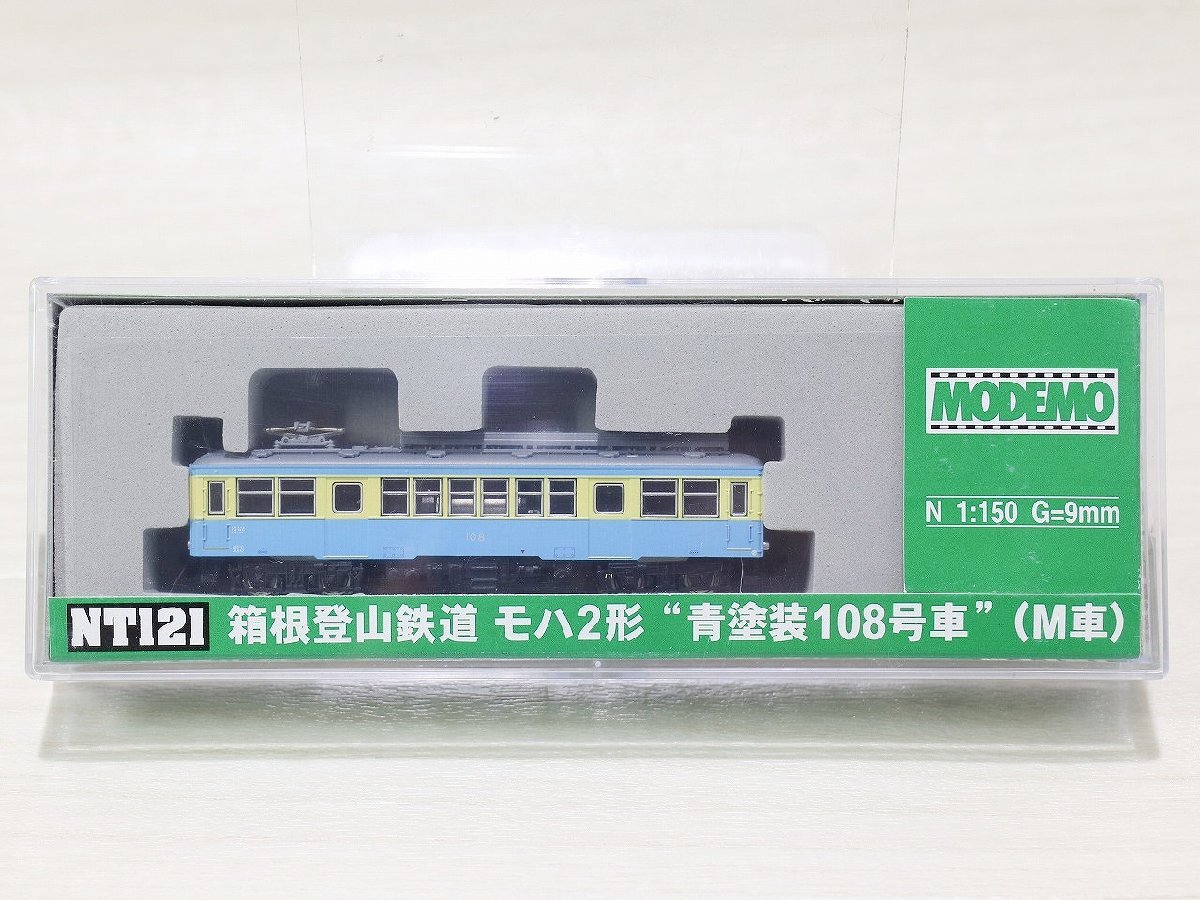 MODEMO
N 1:150 G=9mm
108
NT121 箱根登山鉄道 モハ2形 “青塗装108号車”（M車）